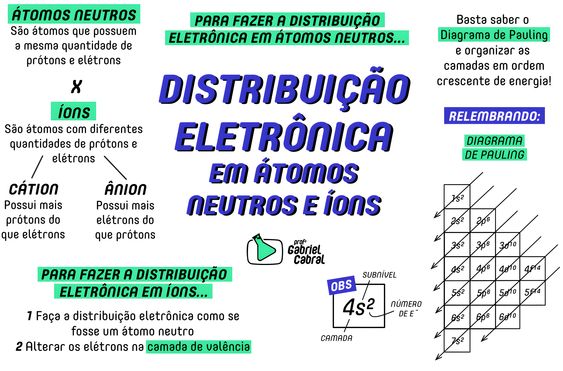 ÁTOMOS NEUTROS
São átomos que possuem
a mesma quantidade de
prótons e elétrons
X
ÍONS
São átomos com diferentes
quantidades de prótons e
elétrons
CÁTION
Possui mais
prótons do
que elétrons
ÂNION
Possui mais
elétrons do
que prótons
PARA FAZER A DISTRIBUIÇÃO
ELETRÔNICA EM ÁTOMOS NEUTROS...
DISTRIBUIÇÃO
ELETRÔNICA
EM ÁTOMOS
NEUTROS E ÍONS
profº
Gabriel
Cabral
Basta saber o
Diagrama de Pauling
e organizar as
camadas em ordem
crescente de energia!
RELEMBRANDO:
DIAGRAMA
DE PAULING
1s²
2s² 2p⁶
3s² 3p⁶ 3d¹⁰
4s² 4p⁶ 4d¹⁰ 4f¹⁴
5s² 5p⁶ 5d¹⁰ 5f¹⁴
6s² 6p⁶ 6d¹⁰
7s²
PARA FAZER A DISTRIBUIÇÃO
ELETRÔNICA EM ÍONS...
1 Faça a distribuição eletrônica como se
fosse um átomo neutro
2 Alterar os elétrons na camada de valência
OBS
SUBNÍVEL
4s²
NÚMERO
DE E⁻
CAMADA